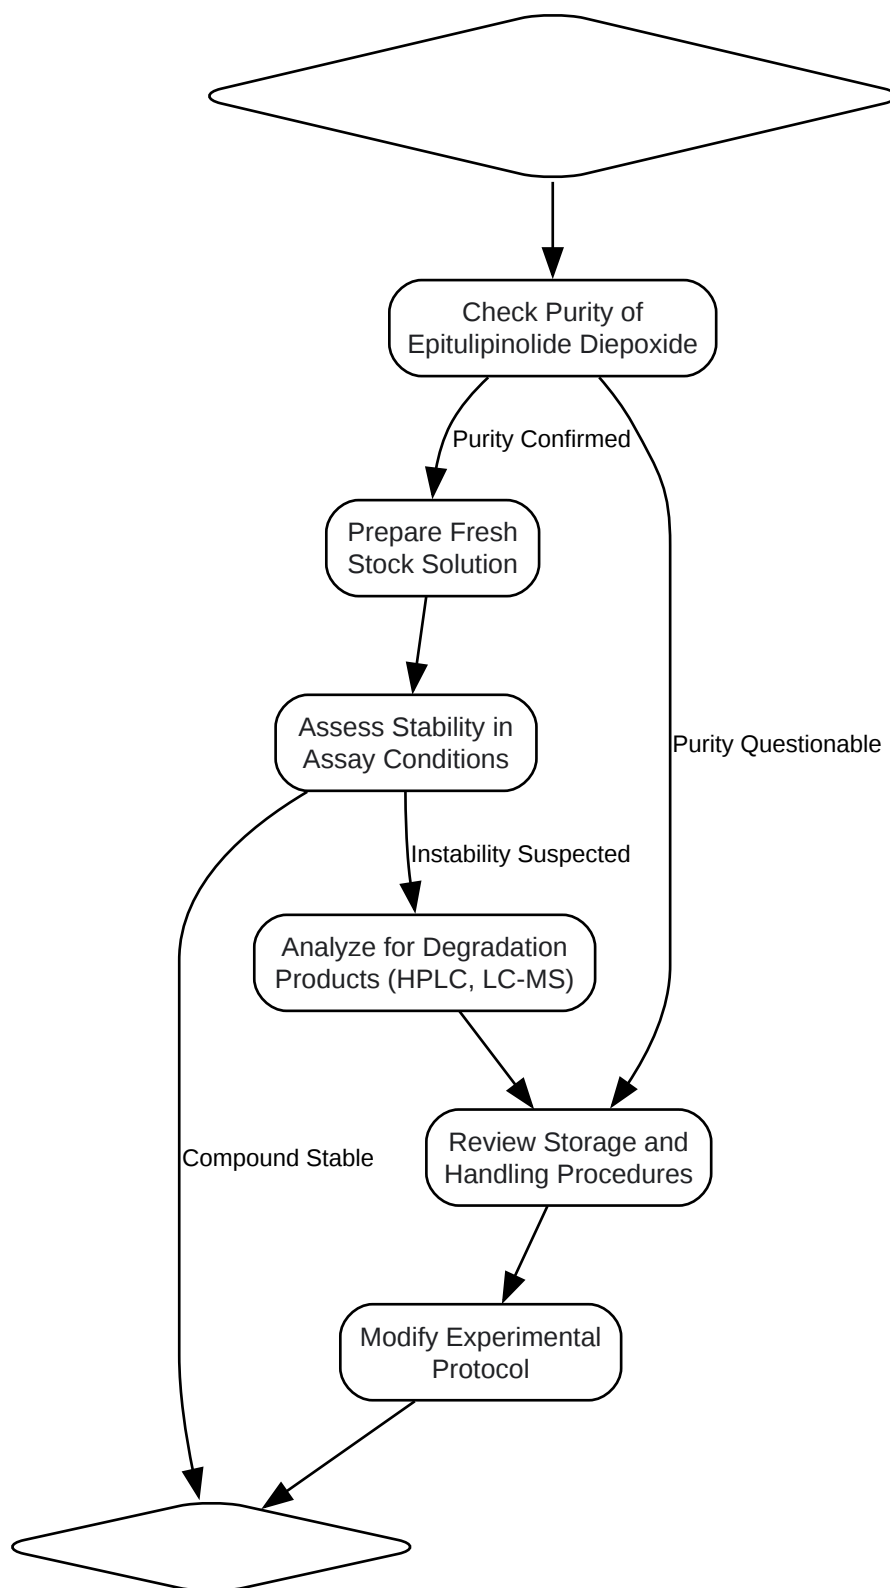 Check Purity of
Epitulipinolide Diepoxide
Purity Confirmed
Prepare Fresh
Stock Solution
Assess Stability in
Assay Conditions
Purity Questionable
Instability Suspected
Analyze for Degradation
Products (HPLC, LC-MS)
Review Storage and
Handling Procedures
Compound Stable
Modify Experimental
Protocol